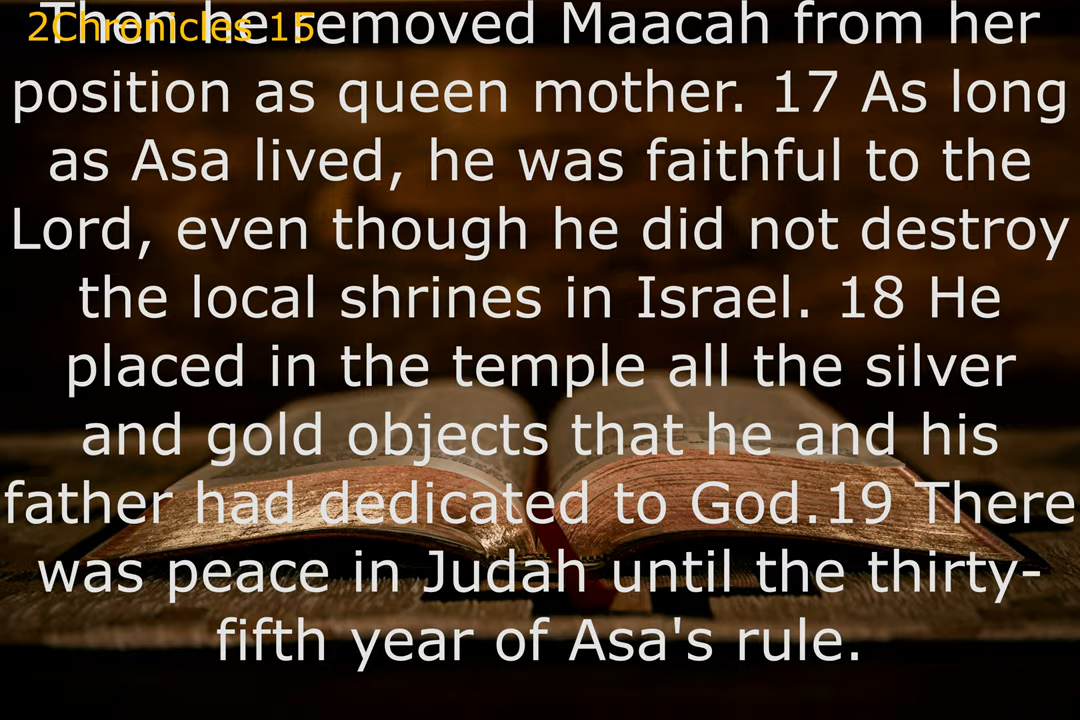 2Chronicles 15
Then he removed Maacah from her
position as queen mother. 17 As long
as Asa lived, he was faithful to the
Lord, even though he did not destroy
the local shrines in Israel. 18 He
placed in the temple all the silver
and gold objects that he and his
father had dedicated to God.19 There
was peace in Judah until the thirty-
fifth year of Asa's rule.